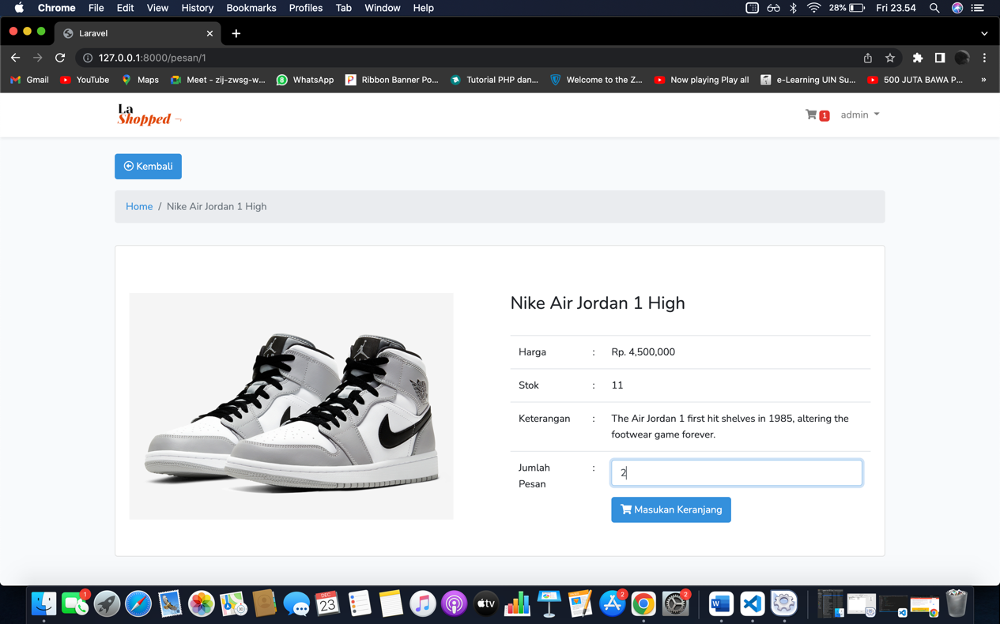 Chrome File Edit View History Bookmarks Profiles Tab Window Help 28% Fri 23.54
Laravel
127.0.0.1:8000/pesan/1
Gmail YouTube Maps Meet - zij-zwsg-w... WhatsApp Ribbon Banner Po... Tutorial PHP dan... Welcome to the Z... Now playing Play all e-Learning UIN Su... 500 JUTA BAWA P... »
La
Shopped
1 admin
Kembali
Home / Nike Air Jordan 1 High
Nike Air Jordan 1 High
Harga : Rp. 4,500,000
Stok : 11
Keterangan : The Air Jordan 1 first hit shelves in 1985, altering the
footwear game forever.
Jumlah : 2
Pesan
Masukan Keranjang
1 DEC 23 tv 2 2 W